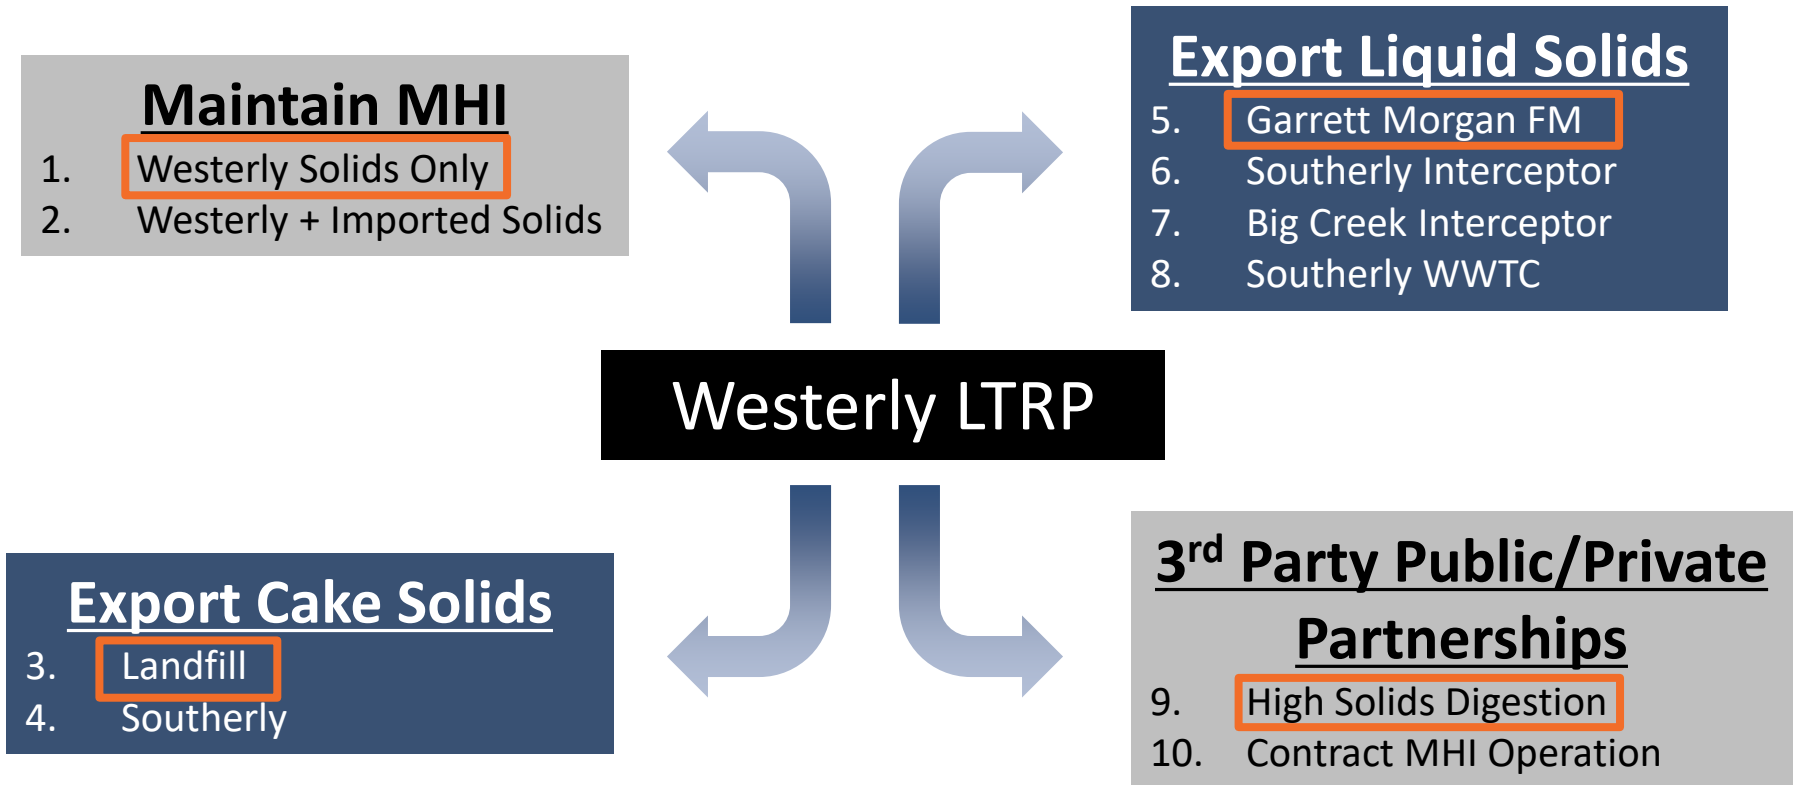 Maintain MHI
1. Westerly Solids Only
2. Westerly + Imported Solids
Export Liquid Solids
5. Garrett Morgan FM
6. Southerly Interceptor
7. Big Creek Interceptor
8. Southerly WWTC
Westerly LTRP
Export Cake Solids
3. Landfill
4. Southerly
3rd Party Public/Private
Partnerships
9. High Solids Digestion
10. Contract MHI Operation